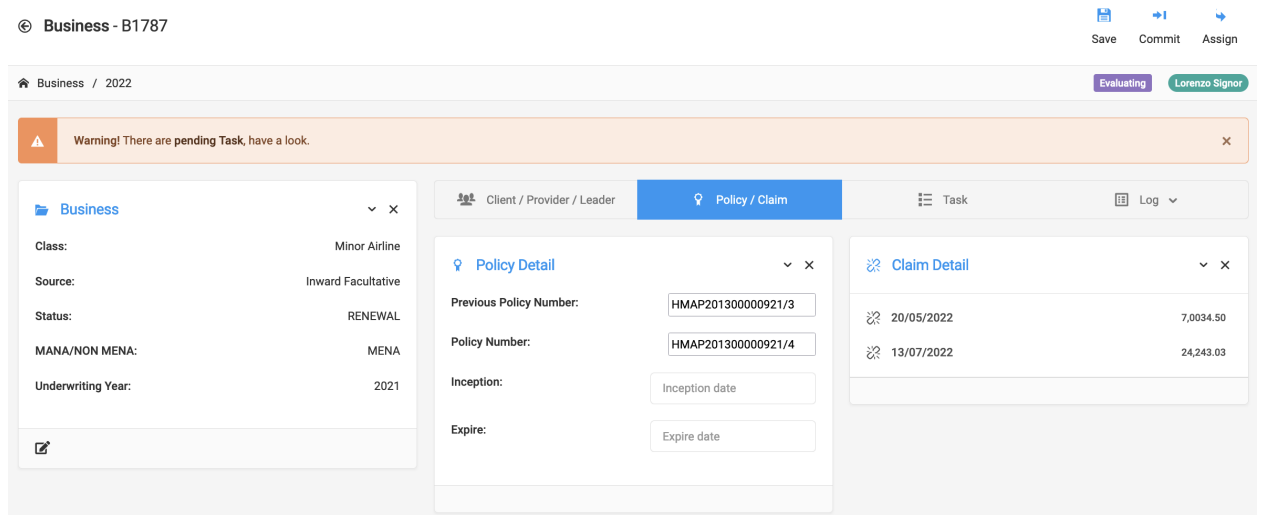 Business - B1787
Save Commit Assign
Business / 2022
Evaluating Lorenzo Signor
Warning! There are pending Task, have a look.
Business
Class: Minor Airline
Source: Inward Facultative
Status: RENEWAL
MANA/NON MENA: MENA
Underwriting Year: 2021
Client / Provider / Leader Policy / Claim Task Log
Policy Detail
Previous Policy Number: HMAP201300000921/3
Policy Number: HMAP201300000921/4
Inception: Inception date
Expire: Expire date
Claim Detail
20/05/2022 7,0034.50
13/07/2022 24,243.03